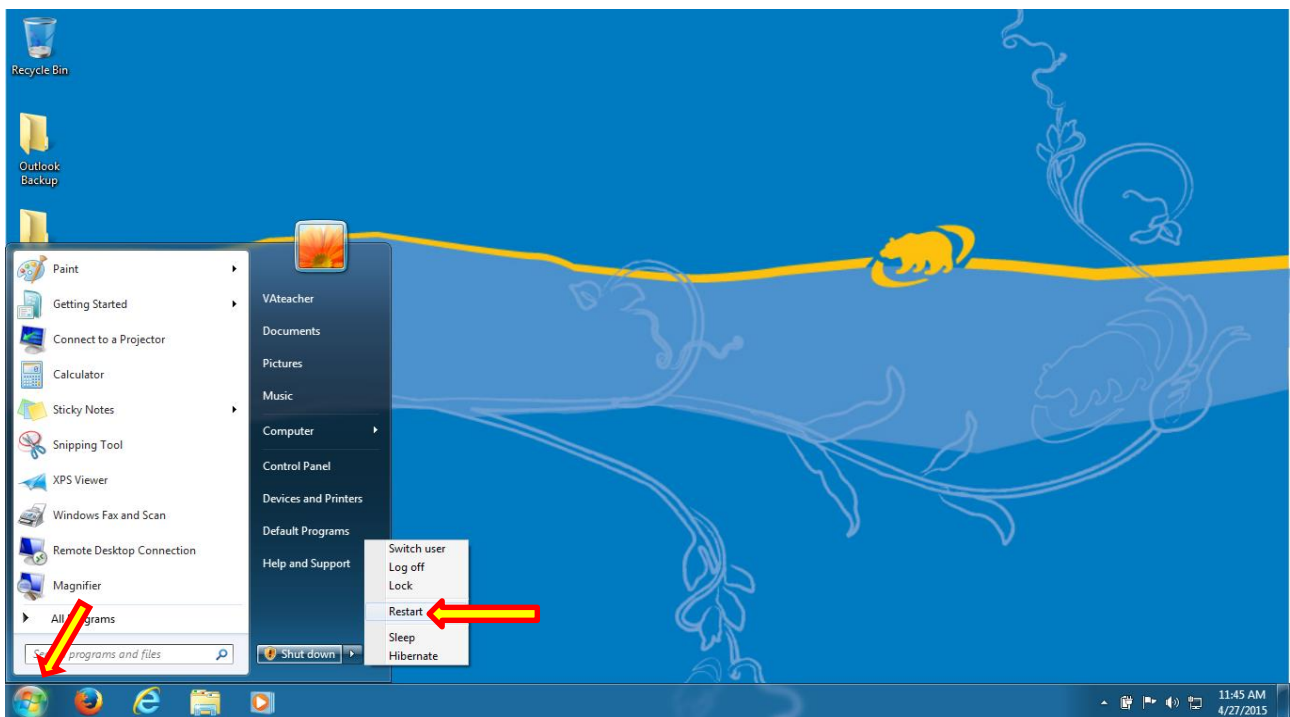 Recycle Bin
Outlook
Backup
Paint
Getting Started
Connect to a Projector
Calculator
Sticky Notes
Snipping Tool
XPS Viewer
Windows Fax and Scan
Remote Desktop Connection
Magnifier
All
grams
programs and files
VAteacher
Documents
Pictures
Music
Computer
Control Panel
Devices and Printers
Default Programs
Help and Support
Shut down
Switch user
Log off
Lock
Restart
Sleep
Hibernate
11:45 AM
4/27/2015